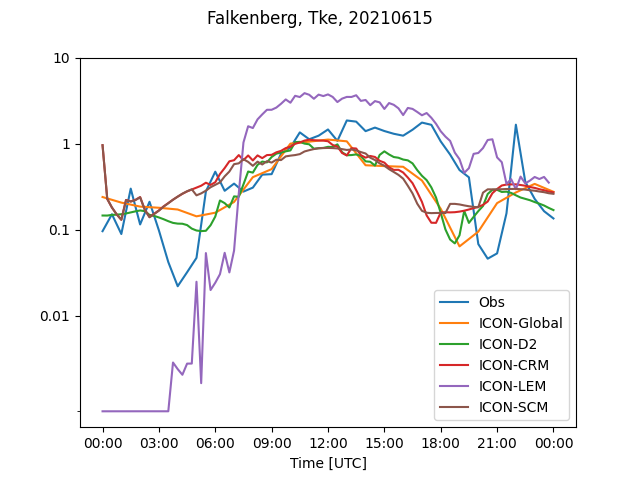 Falkenberg, Tke, 20210615
10
1
0.1
0.01
Obs
ICON-Global
ICON-D2
ICON-CRM
ICON-LEM
ICON-SCM
00:00 03:00 06:00 09:00 12:00 15:00 18:00 21:00 00:00
Time [UTC]